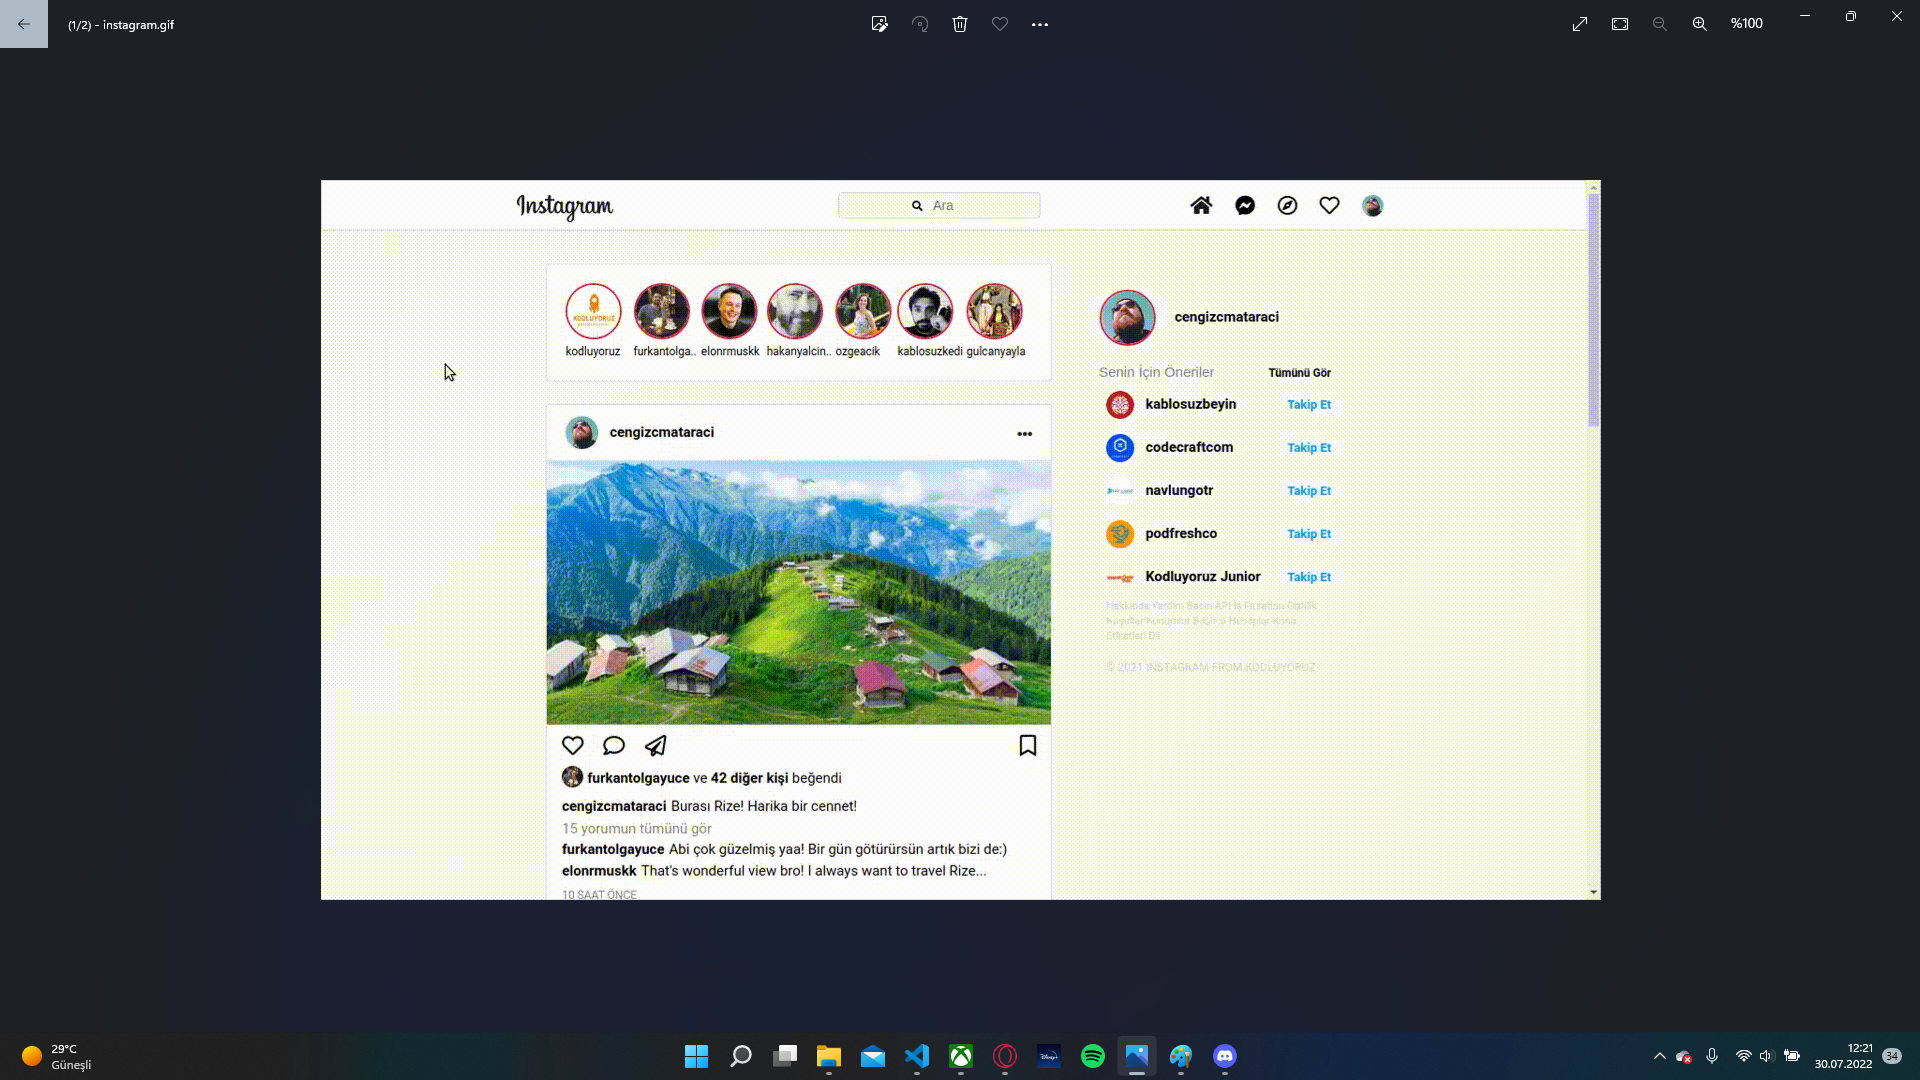 (1/2) - instagram.gif
%100
Instagram
Ara
KODLUYORUZ
kodluyoruz furkantolga.. elonrmuskk hakanyalcin.. ozgeacik kablosuzkedi gulcanyayla
cengizcmataraci
Senin İçin Öneriler Tümünü Gör
kablosuzbeyin Takip Et
codecraftcom Takip Et
navlungotr Takip Et
podfreshco Takip Et
Kodluyoruz Junior Takip Et
Hakkında Yardım Basın API İş Fırsatları Gizlilik
Koşullar Konumlar Hesaplar Konu
Etiketleri Dil
© 2021 INSTAGRAM FROM KODLUYORUZ
cengizcmataraci
furkantolgayuce ve 42 diğer kişi beğendi
cengizcmataraci Burası Rize! Harika bir cennet!
15 yorumun tümünü gör
furkantolgayuce Abi çok güzelmiş yaa! Bir gün götürürsün artık bizi de:)
elonrmuskk That's wonderful view bro! I always want to travel Rize...
10 SAAT ÖNCE
29°C
Güneşli
Disney+
12:21
30.07.2022
34